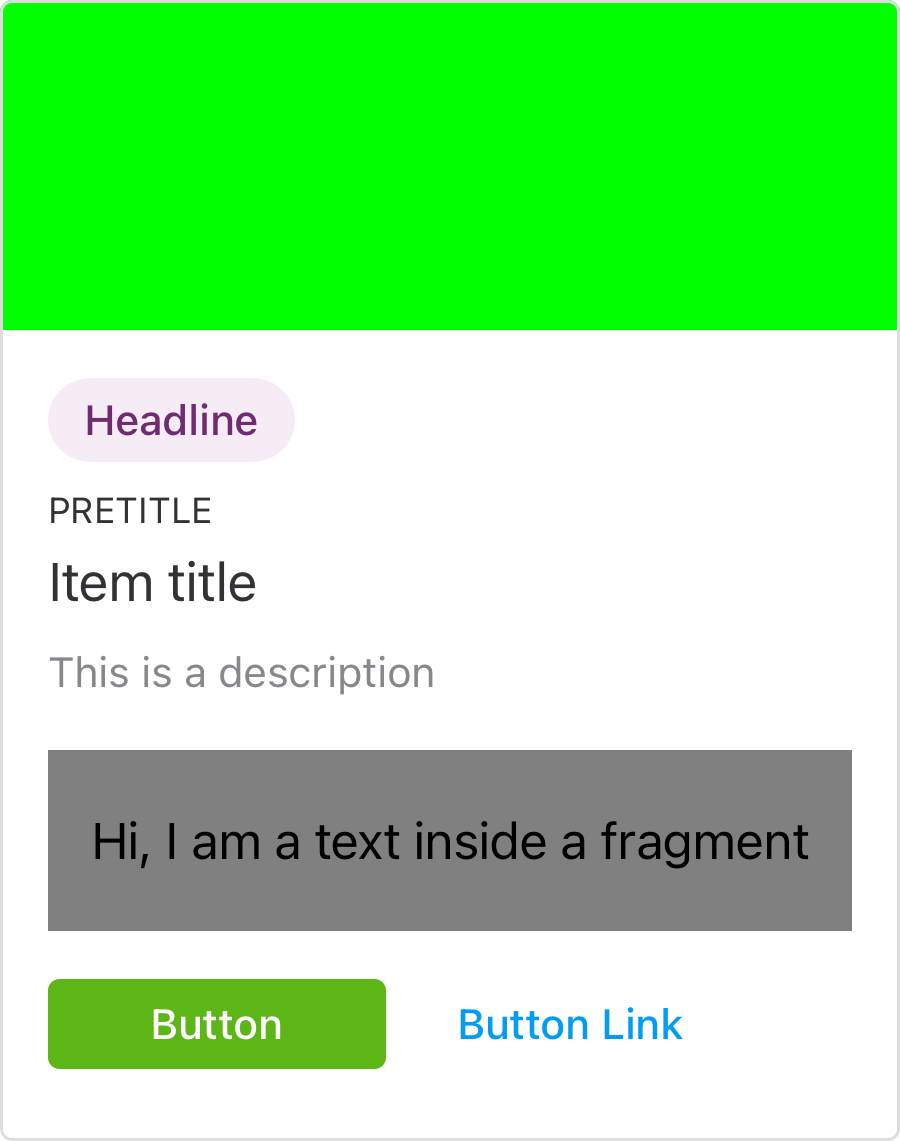 Headline
PRETITLE
Item title
This is a description
Hi, I am a text inside a fragment
Button
Button Link